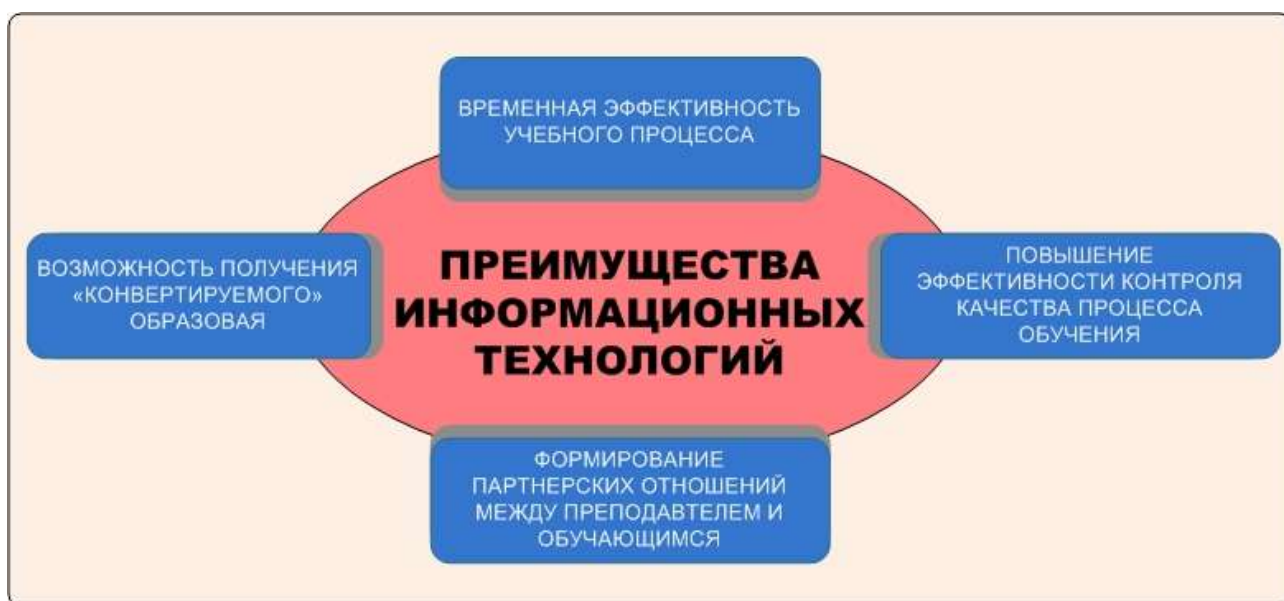 ВРЕМЕННАЯ ЭФФЕКТИВНОСТЬ
УЧЕБНОГО ПРОЦЕССА
ВОЗМОЖНОСТЬ ПОЛУЧЕНИЯ
«КОНВЕРТИРУЕМОГО»
ОБРАЗОВАЯ
ПРЕИМУЩЕСТВА
ИНФОРМАЦИОННЫХ
ТЕХНОЛОГИЙ
ПОВЫШЕНИЕ
ЭФФЕКТИВНОСТИ КОНТРОЛЯ
КАЧЕСТВА ПРОЦЕССА
ОБУЧЕНИЯ
ФОРМИРОВАНИЕ
ПАРТНЕРСКИХ ОТНОШЕНИЙ
МЕЖДУ ПРЕПОДАВТЕЛЕМ И
ОБУЧАЮЩИМСЯ